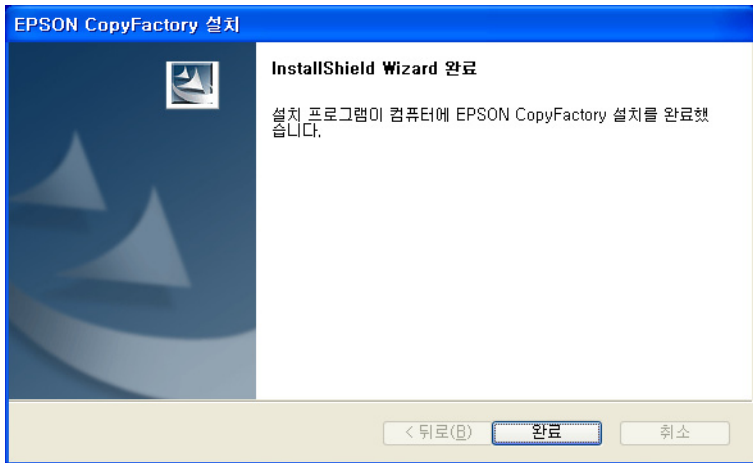 EPSON CopyFactory 설치
InstallShield Wizard 완료
설치 프로그램이 컴퓨터에 EPSON CopyFactory 설치를 완료했
습니다.
< 뒤로(B)
완료
취소